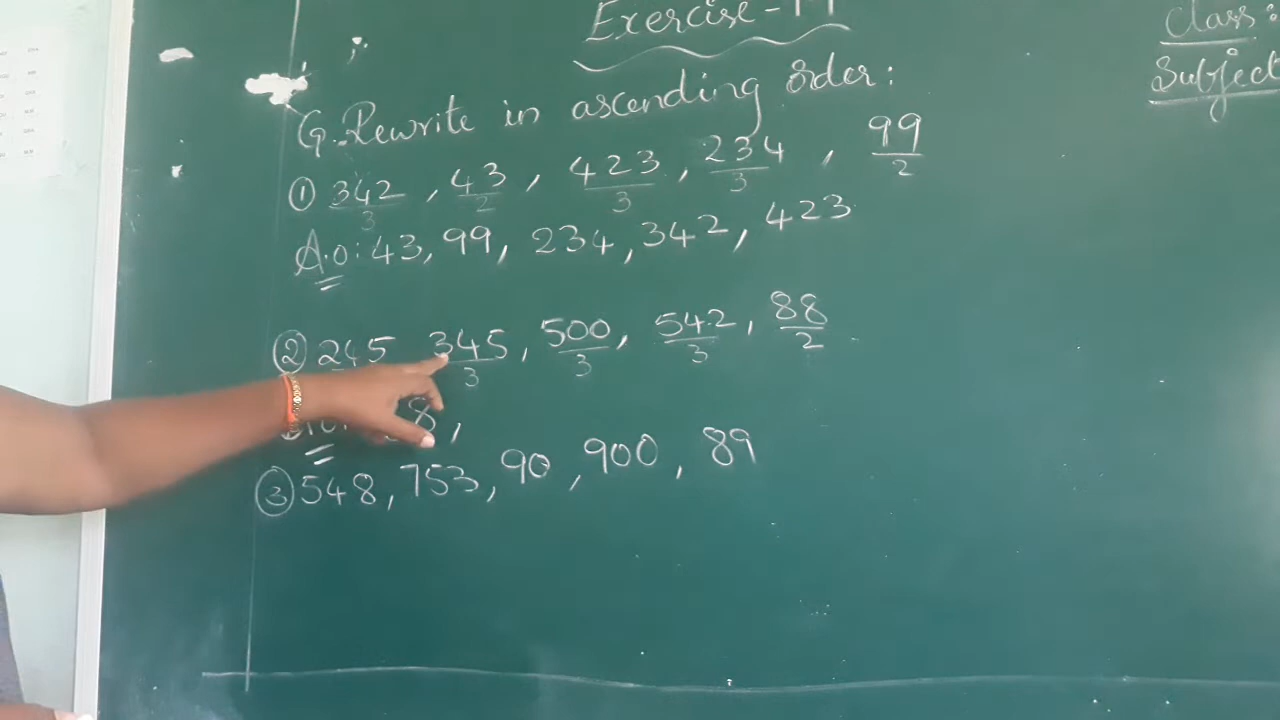 Exercise -
Class:
Subject
G. Rewrite in ascending order:
① 342, 43, 423, 234, 99
3 2 3 3 2
A.O: 43, 99, 234, 342, 423
② 245 345, 500, 542, 88
3 3 3 2
8,
③ 548, 753, 90, 900, 89